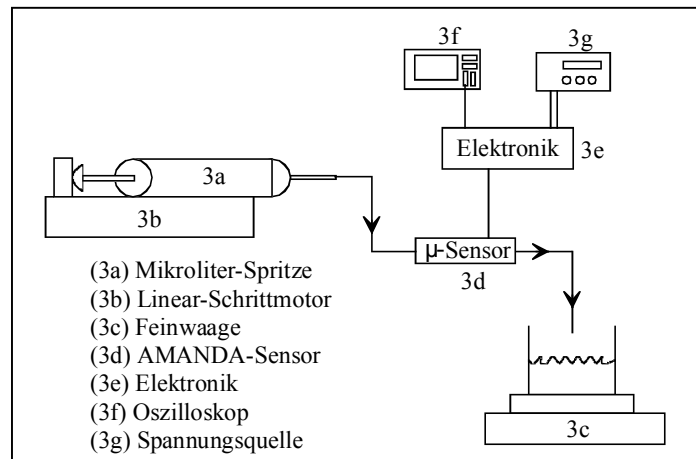 3f
3g
Elektronik
3e
3a
3b
µ-Sensor
3d
(3a) Mikroliter-Spritze
(3b) Linear-Schrittmotor
(3c) Feinwaage
(3d) AMANDA-Sensor
(3e) Elektronik
(3f) Oszilloskop
(3g) Spannungsquelle
3c